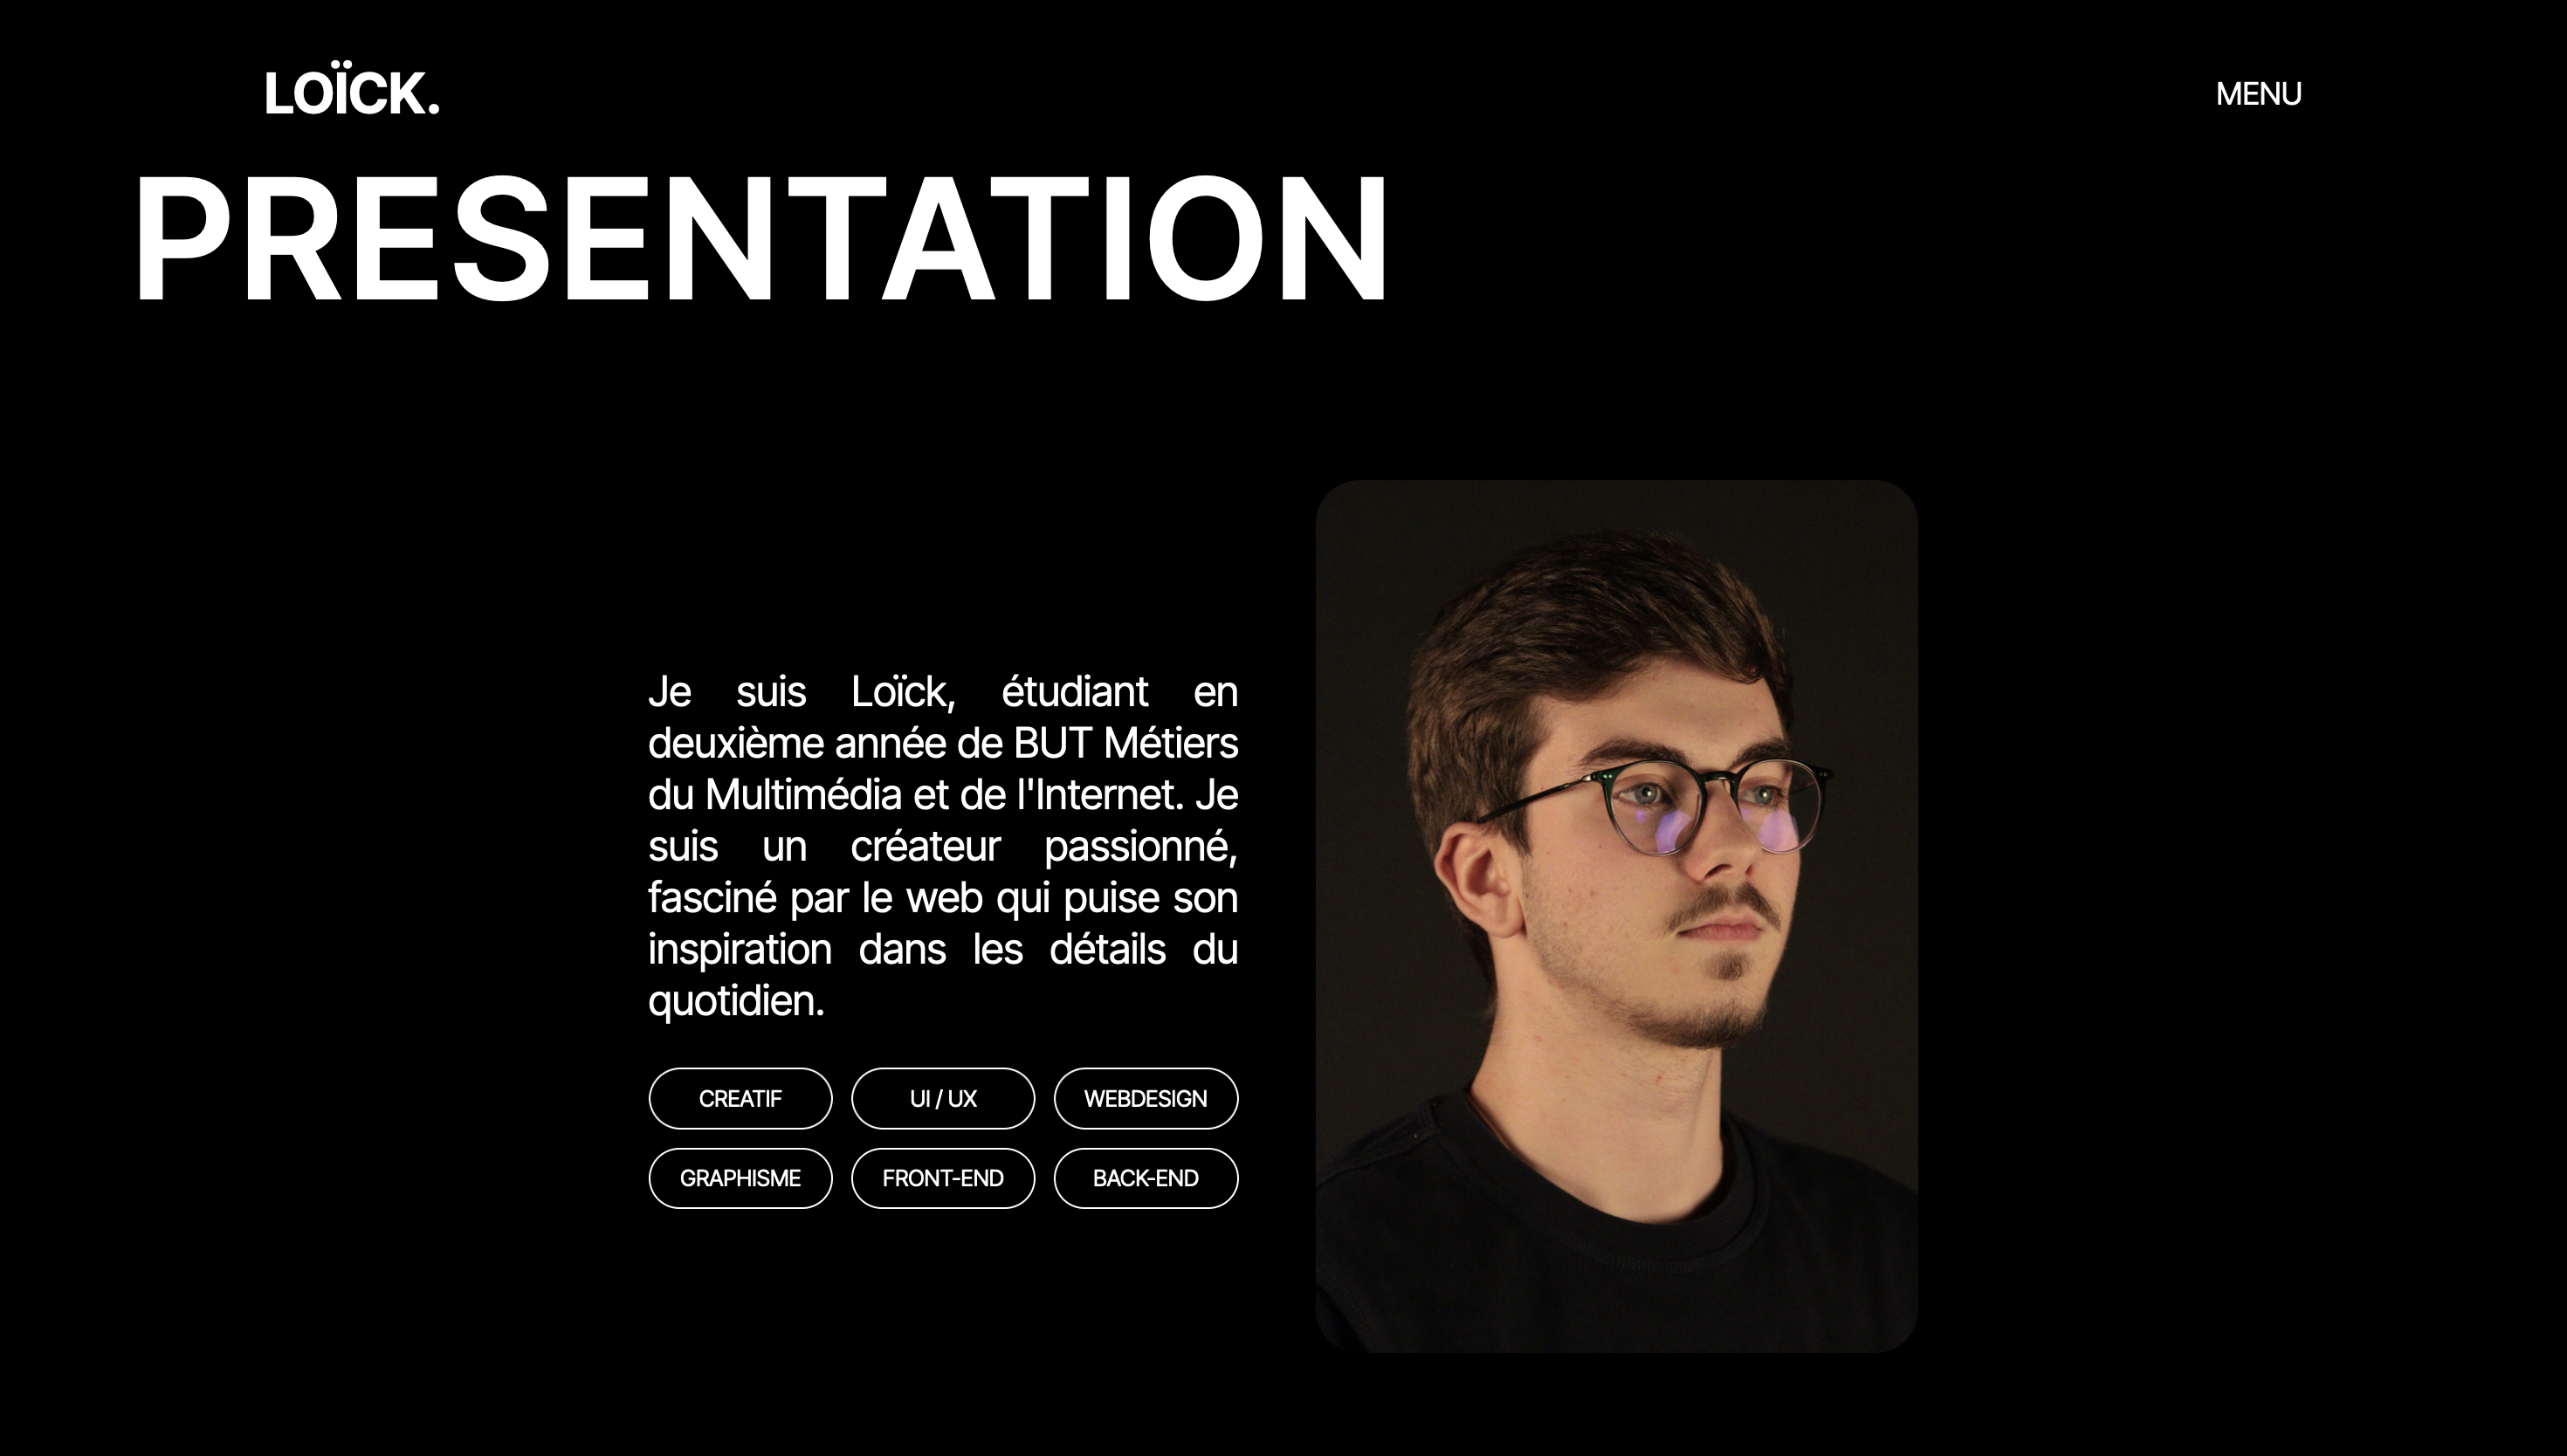 LOÏCK.
MENU
PRESENTATION
Je suis Loïck, étudiant en
deuxième année de BUT Métiers
du Multimédia et de l'Internet. Je
suis un créateur passionné,
fasciné par le web qui puise son
inspiration dans les détails du
quotidien.
CREATIF
UI / UX
WEBDESIGN
GRAPHISME
FRONT-END
BACK-END